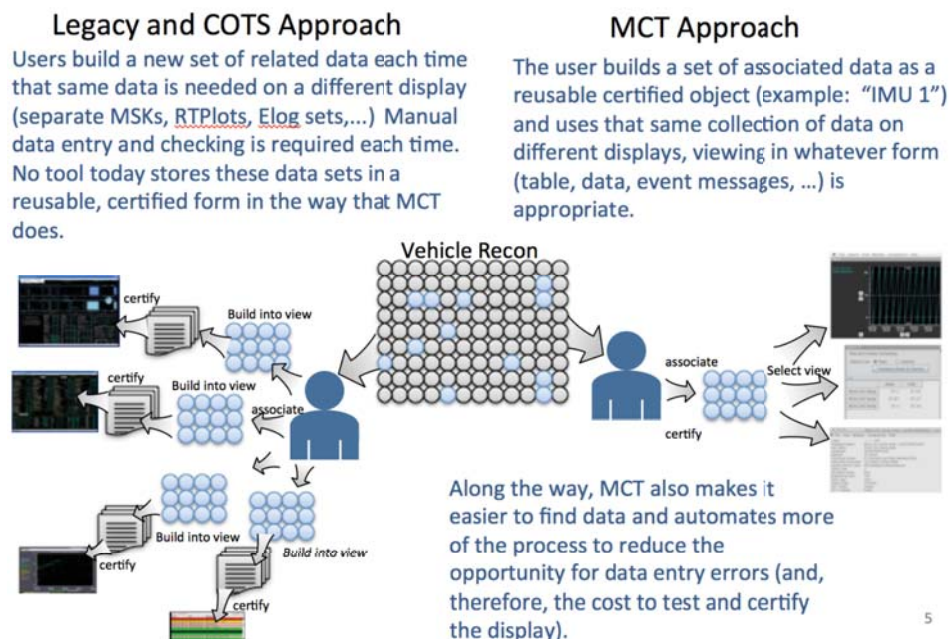 Legacy and COTS Approach
Users build a new set of related data each time
that same data is needed on a different display
(separate MSKs, RTPlots, Elog sets,...) Manual
data entry and checking is required each time.
No tool today stores these data sets in a
reusable, certified form in the way that MCT
does.
MCT Approach
The user builds a set of associated data as a
reusable certified object (example: “IMU 1”)
and uses that same collection of data on
different displays, viewing in whatever form
(table, data, event messages, ...) is
appropriate.
Vehicle Recon
certify
Build into view
certify
Build into view
associate
certify
Build into view
Build into view
certify
associate
Select view
certify
Along the way, MCT also makes it
easier to find data and automates more
of the process to reduce the
opportunity for data entry errors (and,
therefore, the cost to test and certify
the display).
5